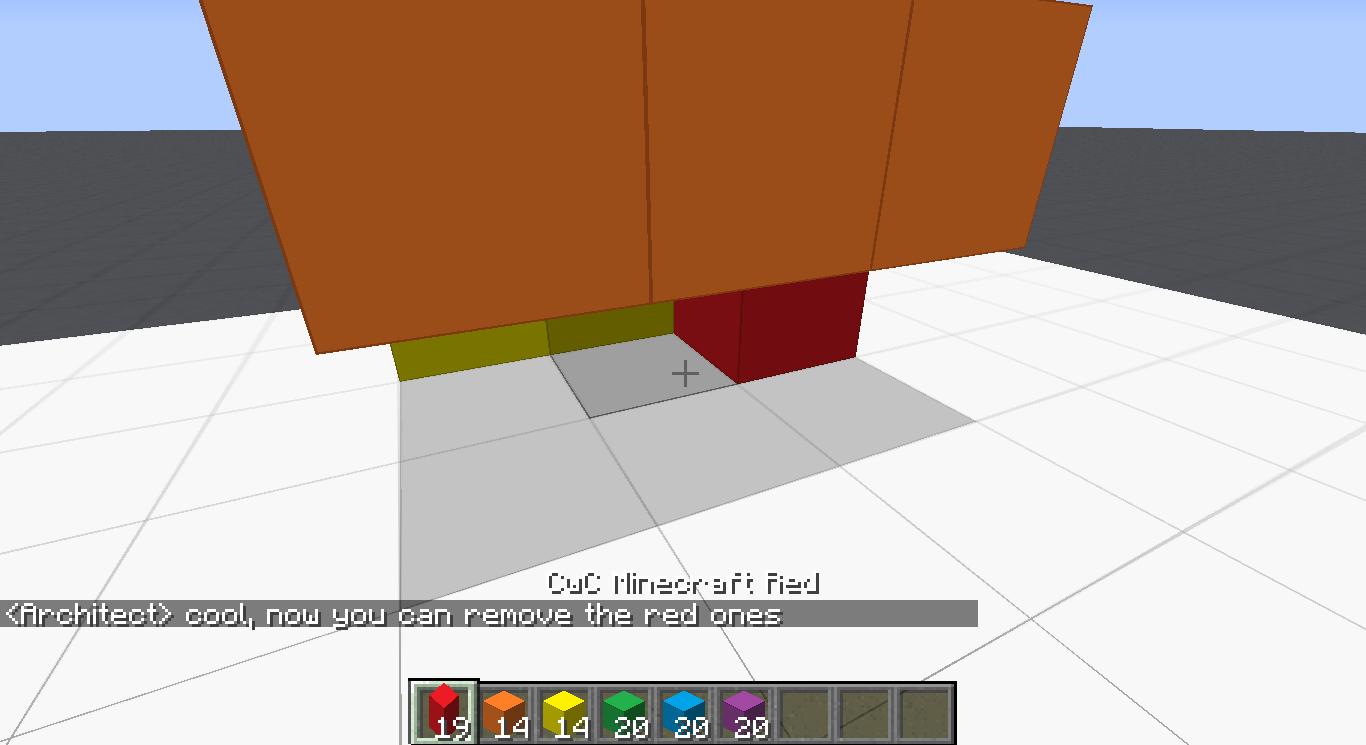 CwC Minecraft Red
<Architect> cool, now you can remove the red ones
19 14 14 20 20 20